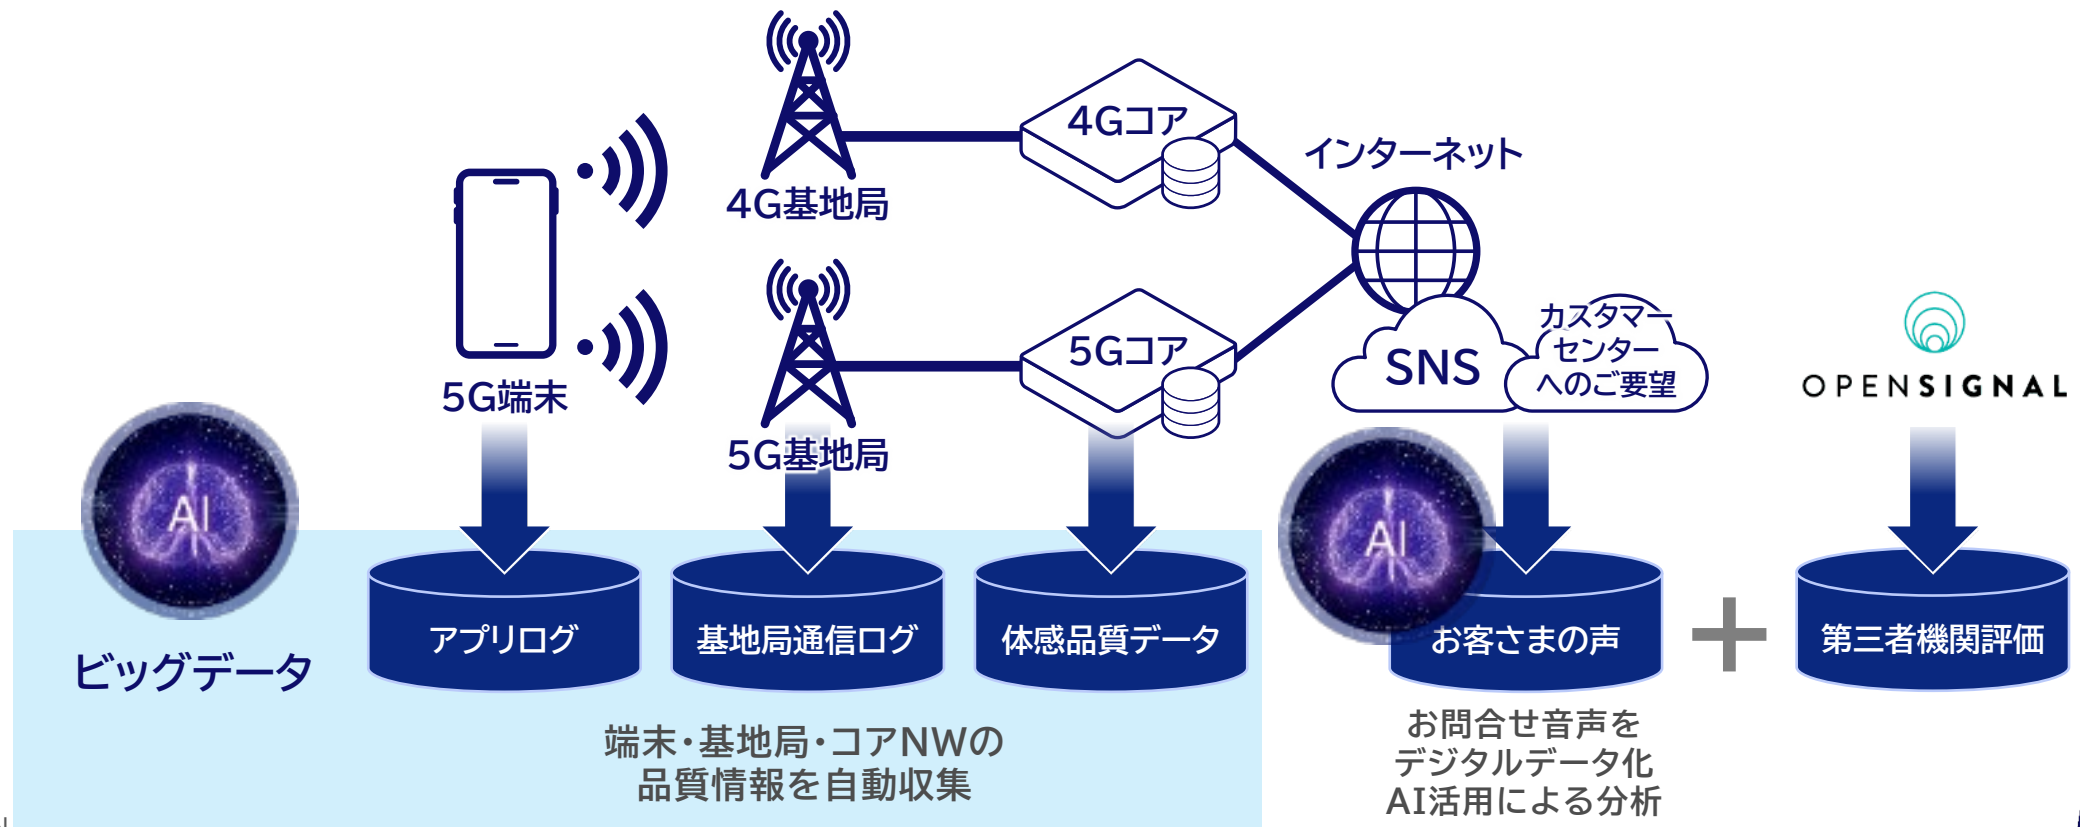 4Gコア
インターネット
4G基地局
5G端末
5Gコア
5G基地局
SNS
カスタマー
センター
へのご要望
OPENSIGNAL
AI
AI
ビッグデータ
アプリログ
基地局通信ログ
体感品質データ
お客さまの声
第三者機関評価
端末・基地局・コアNWの
品質情報を自動収集
お問合せ音声を
デジタルデータ化
AI活用による分析